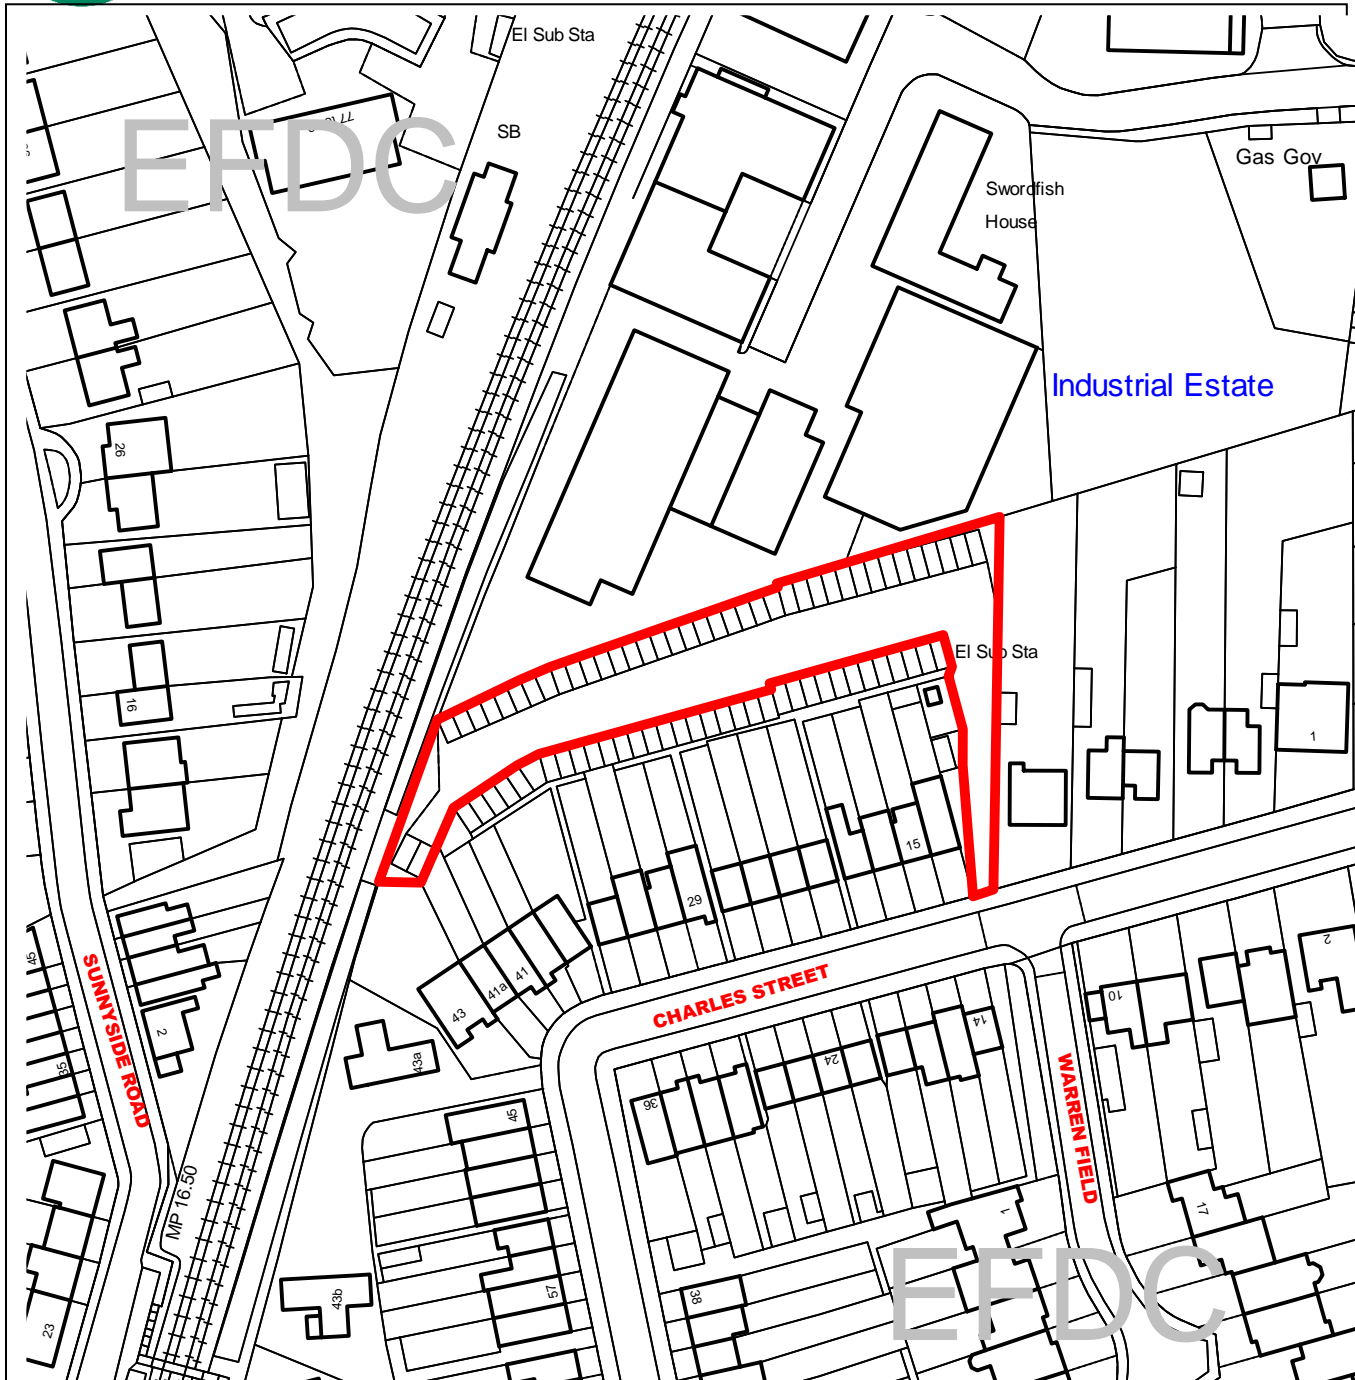 El Sub Sta
EFDC
SB
Gas Gov
Swordfish
House
Industrial Estate
26
El Sub Sta
16
1
15
29
45
41
41a
43
SUNNYSIDE ROAD
CHARLES STREET
2
10
2
14
24
43a
35
36
45
WARREN FIELD
MP 16.50
17
1
EFDC
43b
57
38
23